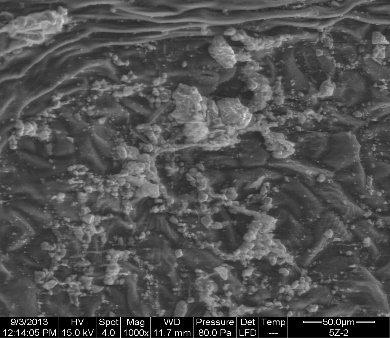 9/3/2013 HV Spot Mag WD Pressure Det Temp 50.0µm
12:14:05 PM 15.0 kV 4.0 1000x 11.7 mm 80.0 Pa LFD --- 5Z-2